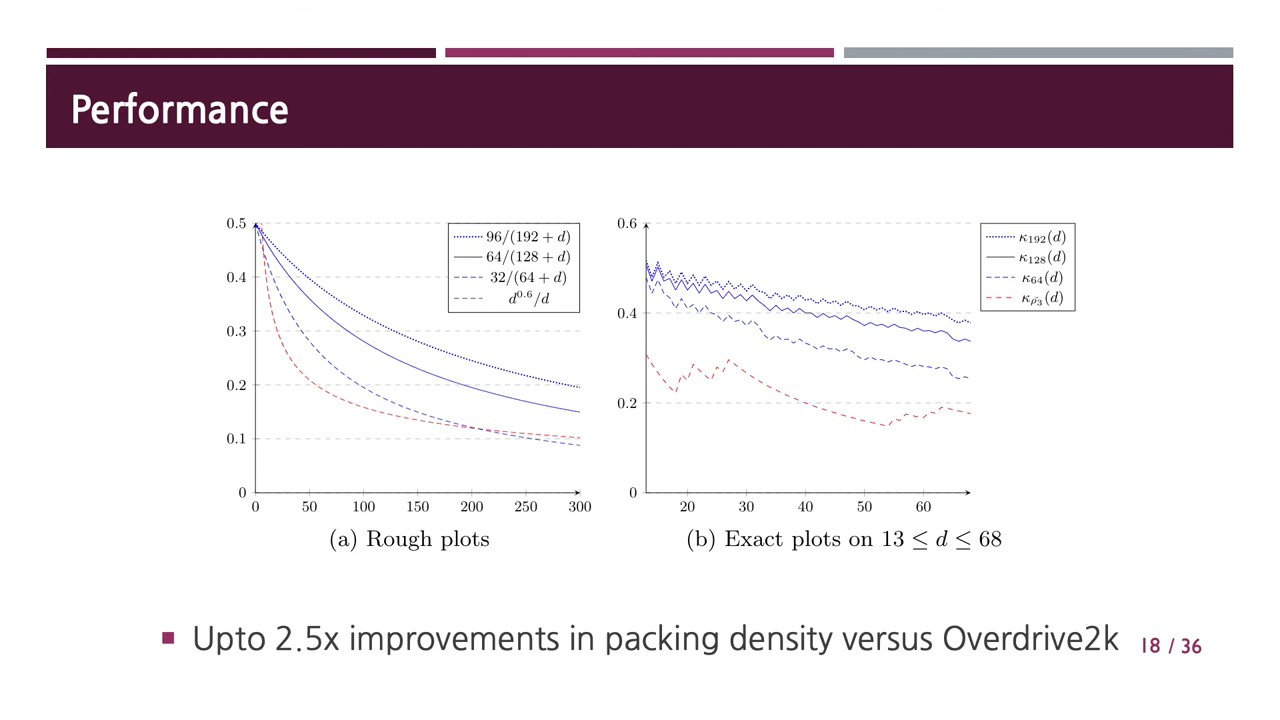 Performance
0.5
0.4
0.3
0.2
0.1
0
0 50 100 150 200 250 300
96/(192 + d)
64/(128 + d)
32/(64 + d)
d^0.6/d
(a) Rough plots
0.6
0.4
0.2
0
20 30 40 50 60
κ₁₉₂(d)
κ₁₂₈(d)
κ₆₄(d)
κ_ρ̃₃(d)
(b) Exact plots on 13 ≤ d ≤ 68
Upto 2.5x improvements in packing density versus Overdrive2k
18 / 36